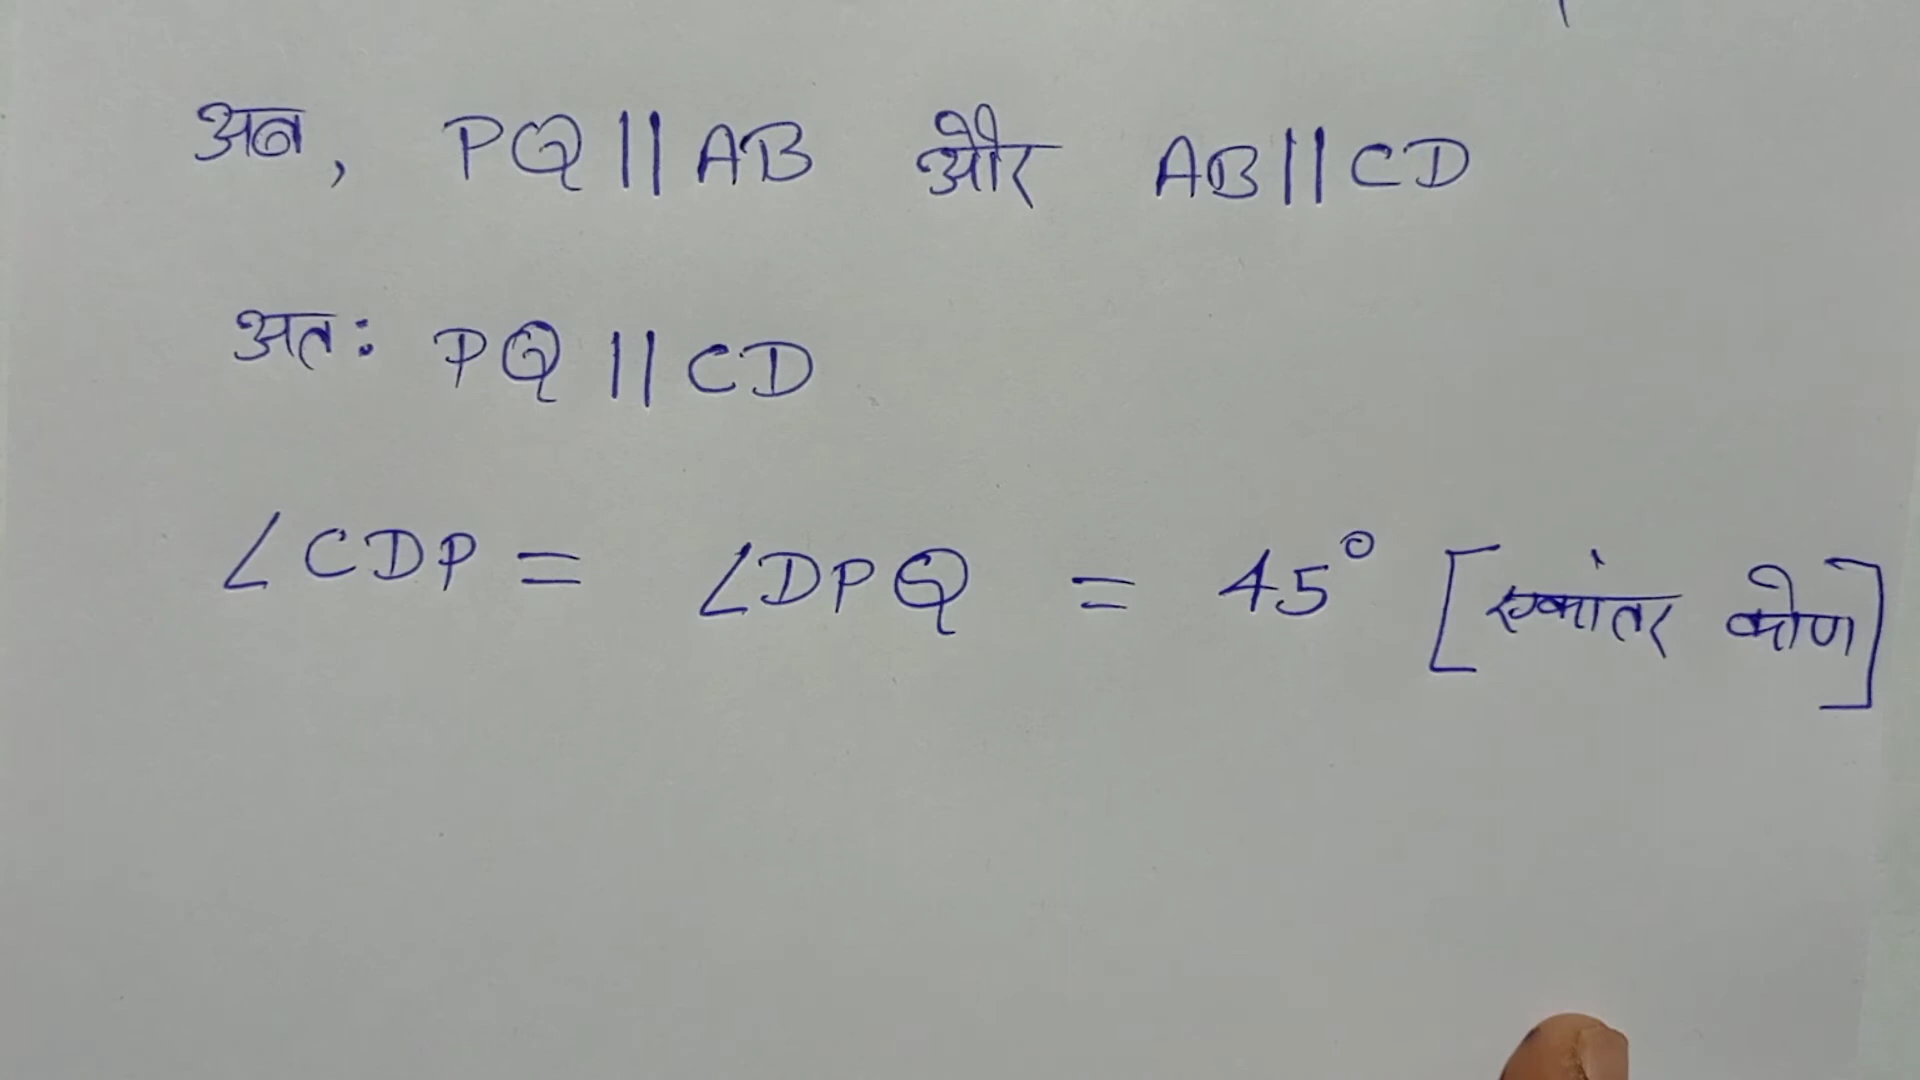 अब, PQ || AB और AB || CD
अतः PQ || CD
∠CDP = ∠DPQ = 45° [एकांतर कोण]